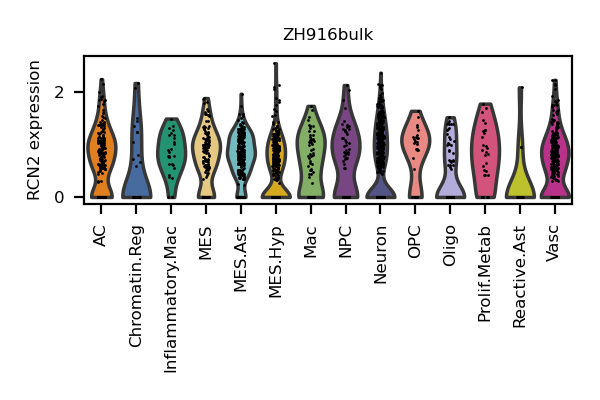 ZH916bulk
RCN2 expression
2
0
AC
Chromatin.Reg
Inflammatory.Mac
MES
MES.Ast
MES.Hyp
Mac
NPC
Neuron
OPC
Oligo
Prolif.Metab
Reactive.Ast
Vasc